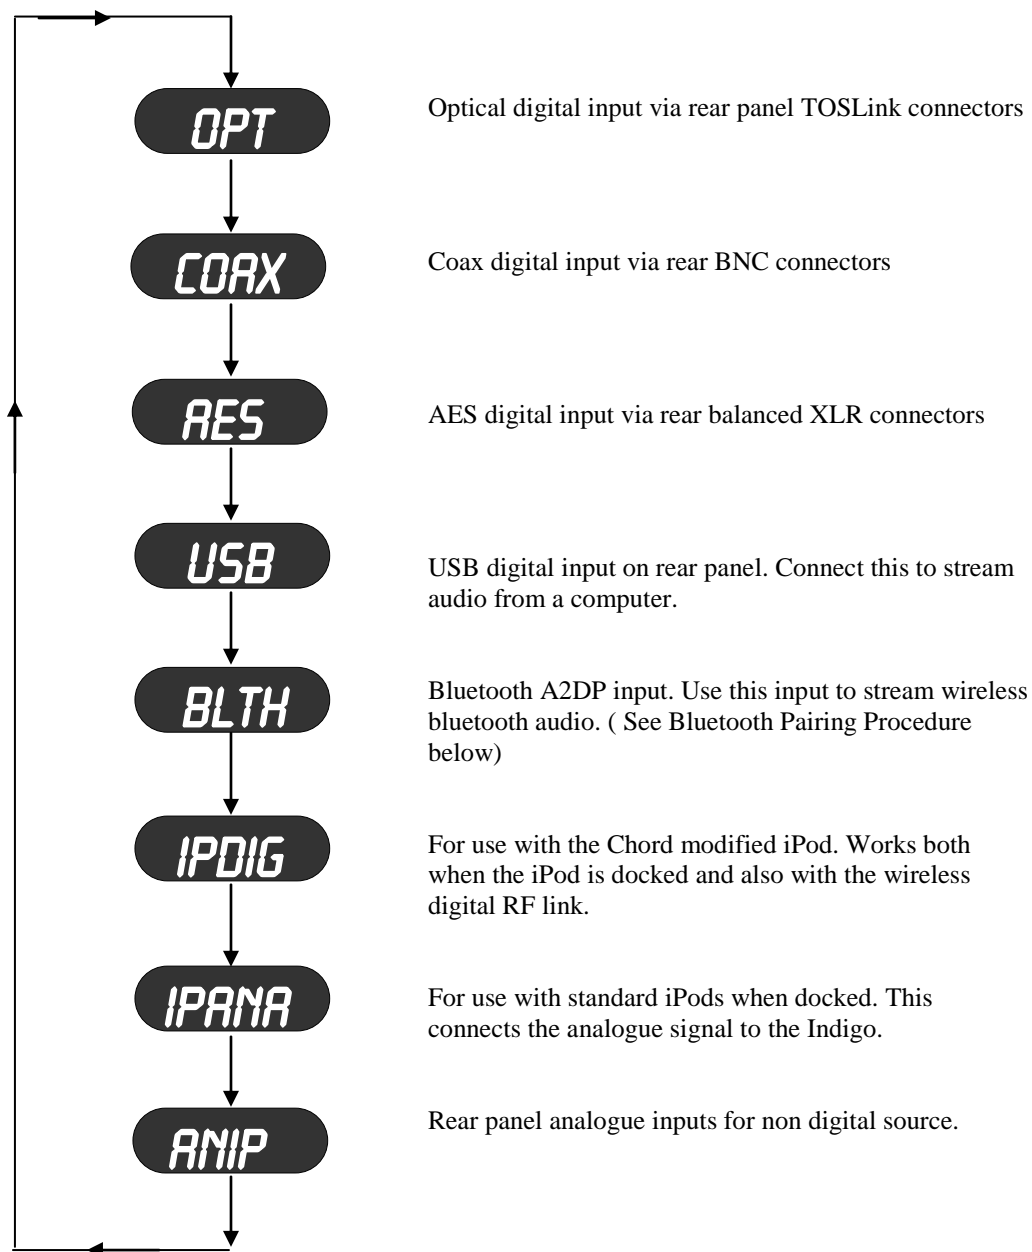 OPT
Optical digital input via rear panel TOSLink connectors
COAX
Coax digital input via rear BNC connectors
AES
AES digital input via rear balanced XLR connectors
USB
USB digital input on rear panel. Connect this to stream
audio from a computer.
BLTH
Bluetooth A2DP input. Use this input to stream wireless
bluetooth audio. ( See Bluetooth Pairing Procedure
below)
IPDIG
For use with the Chord modified iPod. Works both
when the iPod is docked and also with the wireless
digital RF link.
IPANA
For use with standard iPods when docked. This
connects the analogue signal to the Indigo.
ANIP
Rear panel analogue inputs for non digital source.